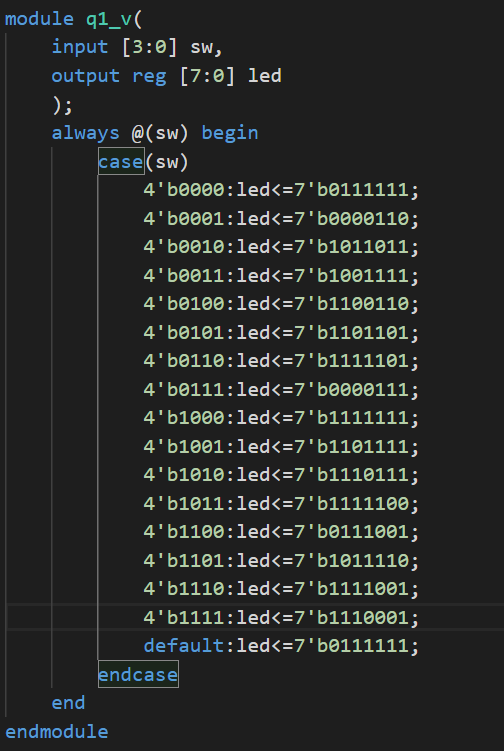 module q1_v(
input [3:0] sw,
output reg [7:0] led
);
always @(sw) begin
case(sw)
4'b0000:led<=7'b0111111;
4'b0001:led<=7'b0000110;
4'b0010:led<=7'b1011011;
4'b0011:led<=7'b1001111;
4'b0100:led<=7'b1100110;
4'b0101:led<=7'b1101101;
4'b0110:led<=7'b1111101;
4'b0111:led<=7'b0000111;
4'b1000:led<=7'b1111111;
4'b1001:led<=7'b1101111;
4'b1010:led<=7'b1110111;
4'b1011:led<=7'b1111100;
4'b1100:led<=7'b0111001;
4'b1101:led<=7'b1011110;
4'b1110:led<=7'b1111001;
4'b1111:led<=7'b1110001;
default:led<=7'b0111111;
endcase
end
endmodule